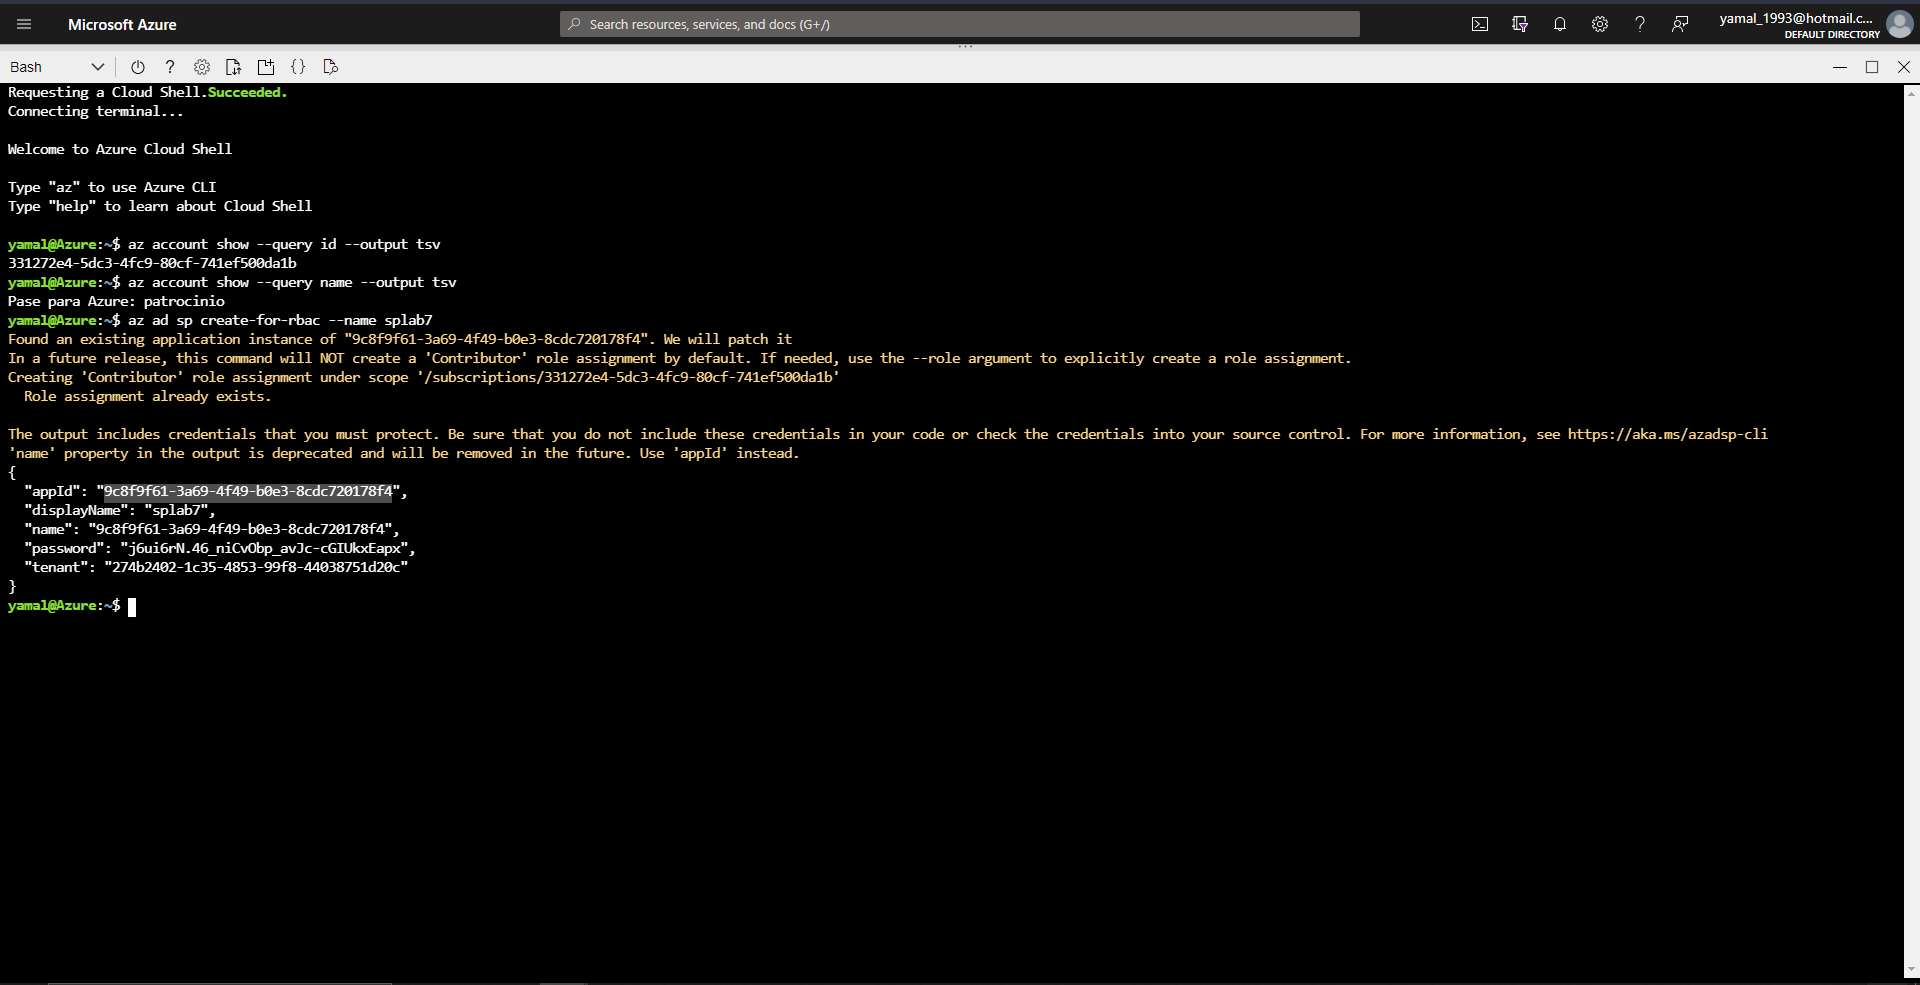 Microsoft Azure
Search resources, services, and docs (G+/)
yamal_1993@hotmail.c...
DEFAULT DIRECTORY
Bash
Requesting a Cloud Shell.Succeeded.
Connecting terminal...
Welcome to Azure Cloud Shell
Type "az" to use Azure CLI
Type "help" to learn about Cloud Shell
yamal@Azure:~$ az account show --query id --output tsv
331272e4-5dc3-4fc9-80cf-741ef500da1b
yamal@Azure:~$ az account show --query name --output tsv
Pase para Azure: patrocinio
yamal@Azure:~$ az ad sp create-for-rbac --name splab7
Found an existing application instance of "9c8f9f61-3a69-4f49-b0e3-8cdc720178f4". We will patch it
In a future release, this command will NOT create a 'Contributor' role assignment by default. If needed, use the --role argument to explicitly create a role assignment.
Creating 'Contributor' role assignment under scope '/subscriptions/331272e4-5dc3-4fc9-80cf-741ef500da1b'
  Role assignment already exists.
The output includes credentials that you must protect. Be sure that you do not include these credentials in your code or check the credentials into your source control. For more information, see https://aka.ms/azadsp-cli
'name' property in the output is deprecated and will be removed in the future. Use 'appId' instead.
{
  "appId": "9c8f9f61-3a69-4f49-b0e3-8cdc720178f4",
  "displayName": "splab7",
  "name": "9c8f9f61-3a69-4f49-b0e3-8cdc720178f4",
  "password": "j6ui6rN.46_niCvObp_avJc-cGIUkxEapx",
  "tenant": "274b2402-1c35-4853-99f8-44038751d20c"
}
yamal@Azure:~$